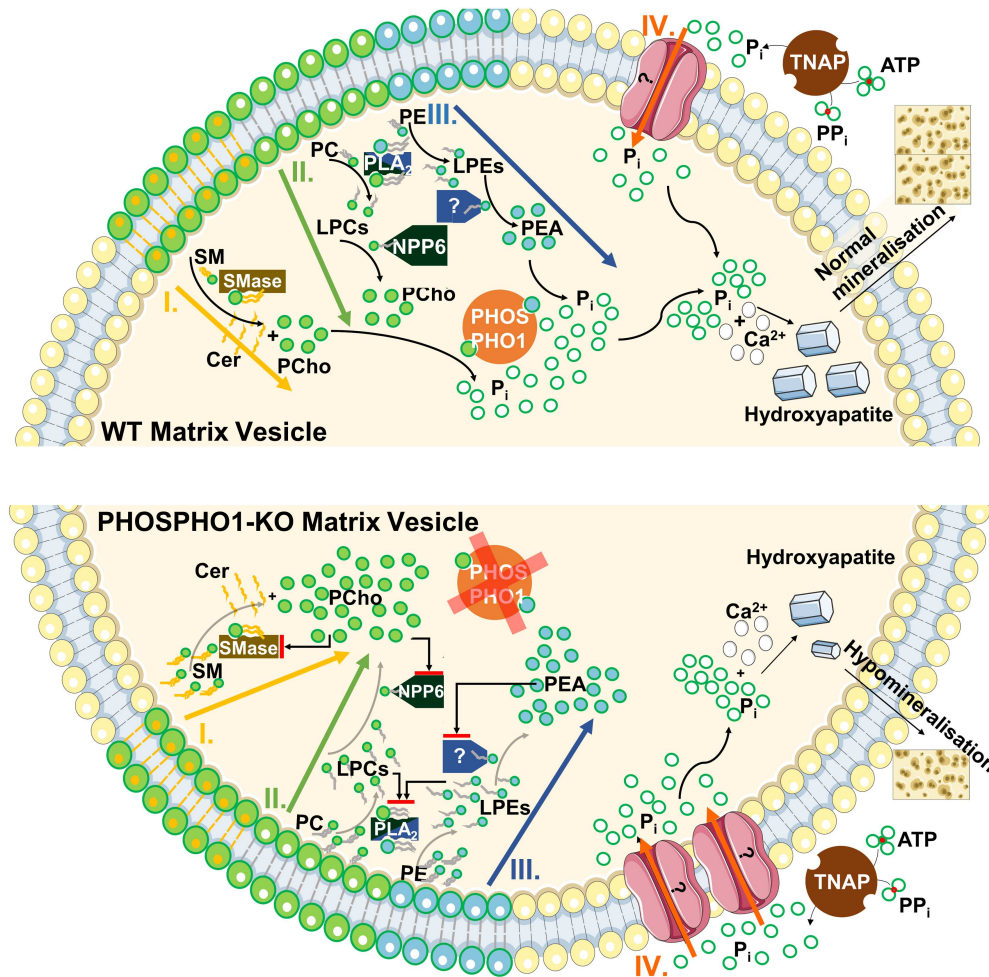 IV.
Pi
TNAP
ATP
PPi
PE
III.
PC
PLA2
LPEs
II.
?
?
Pi
LPCs
NPP6
PEA
SM
SMase
PCho
Pi
PHOS
PHO1
I.
+
Cer
PCho
Pi
Pi
+
Ca2+
Normal
mineralisation
Hydroxyapatite
WT Matrix Vesicle
PHOSPHO1-KO Matrix Vesicle
Hydroxyapatite
Cer
+
PCho
PHOS
PHO1
Ca2+
SMase
SM
NPP6
PEA
+
Pi
Hypomineralisation
I.
?
II.
LPCs
LPEs
PC
PLA2
Pi
PE
III.
?
?
ATP
TNAP
PPi
Pi
IV.